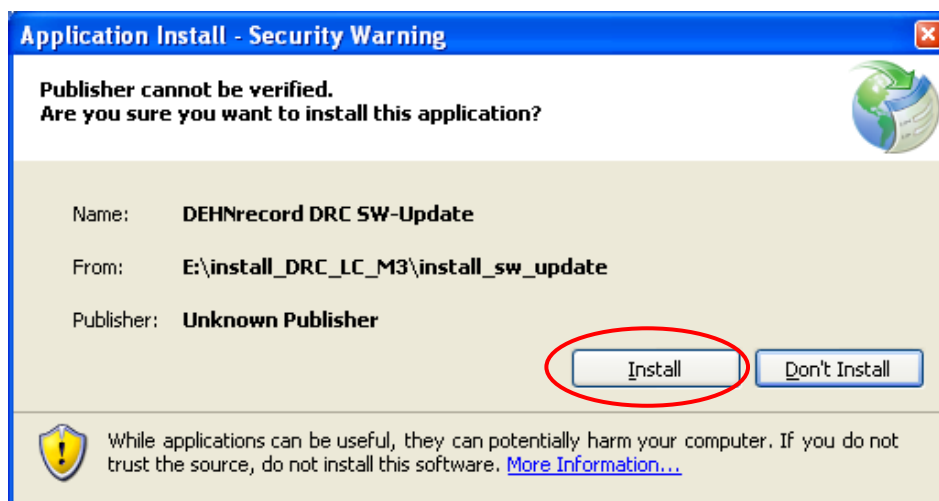 Application Install - Security Warning
Publisher cannot be verified.
Are you sure you want to install this application?
Name: DEHNrecord DRC SW-Update
From: E:\install_DRC_LC_M3\install_sw_update
Publisher: Unknown Publisher
Install Don't Install
While applications can be useful, they can potentially harm your computer. If you do not
trust the source, do not install this software. More Information...